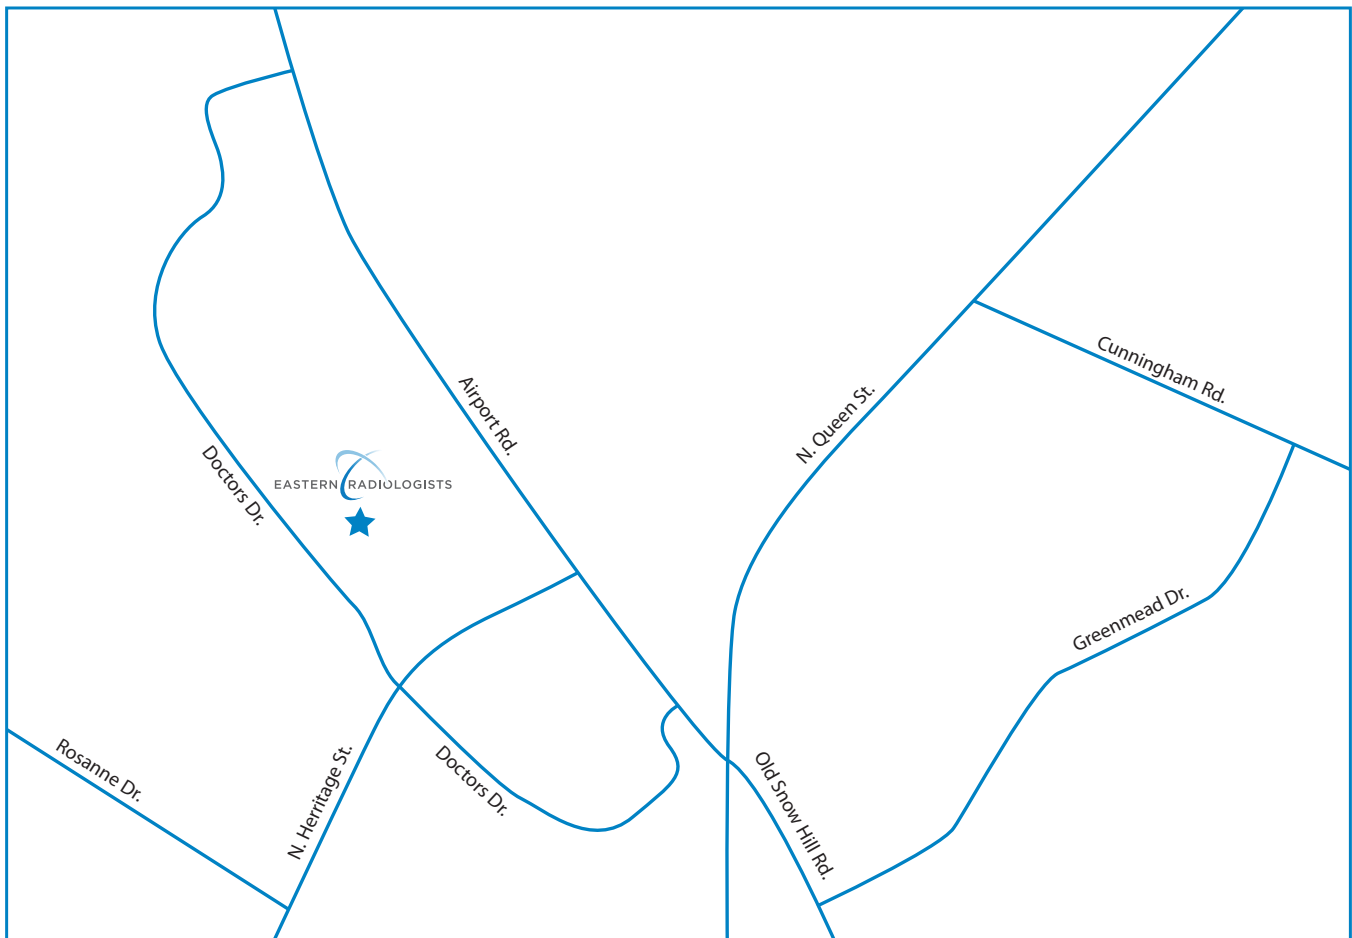 Cunningham Rd.
Airport Rd.
N. Queen St.
Doctors Dr.
EASTERN RADIOLOGISTS
Greenmead Dr.
Rosanne Dr.
N. Herritage St.
Doctors Dr.
Old Snow Hill Rd.